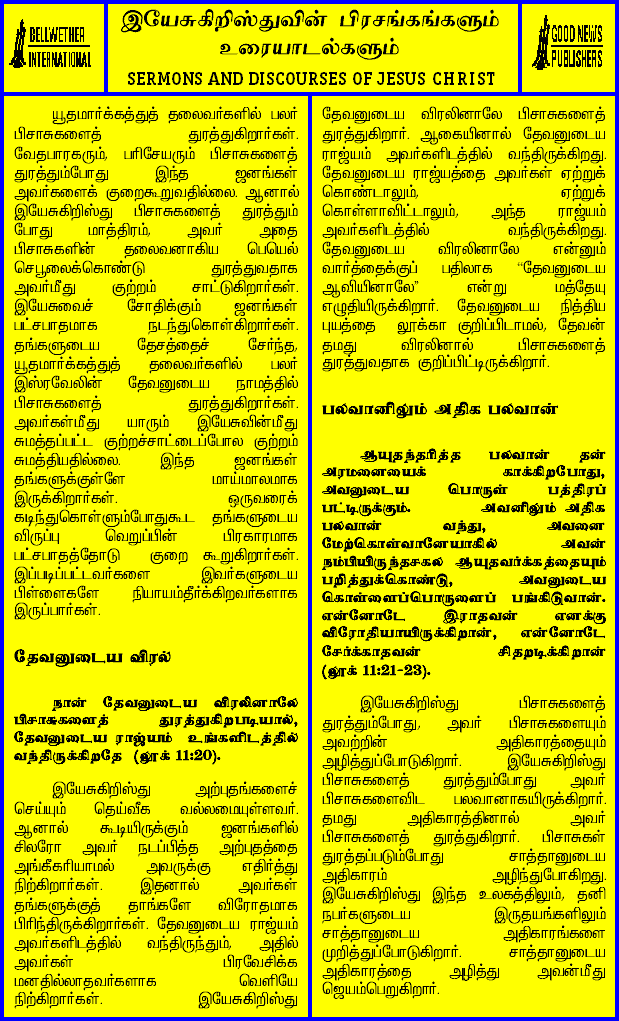 BELLWETHER
INTERNATIONAL
இயேசுகிறிஸ்துவின் பிரசங்கங்களும்
உரையாடல்களும்
SERMONS AND DISCOURSES OF JESUS CHRIST
GOOD NEWS
PUBLISHERS
யூதமார்க்கத்துத் தலைவர்களில் பலர்
பிசாசுகளைத் துரத்துகிறார்கள்.
வேதபாரகரும், பரிசேயரும் பிசாசுகளைத்
துரத்தும்போது இந்த ஜனங்கள்
அவர்களைக் குறைகூறுவதில்லை. ஆனால்
இயேசுகிறிஸ்து பிசாசுகளைத் துரத்தும்
போது மாத்திரம், அவர் அதை
பிசாசுகளின் தலைவனாகிய பெயெல்
செபூலைக்கொண்டு துரத்துவதாக
அவர்மீது குற்றம் சாட்டுகிறார்கள்.
இயேசுவைச் சோதிக்கும் ஜனங்கள்
பட்சபாதமாக நடந்துகொள்கிறார்கள்.
தங்களுடைய தேசத்தைச் சேர்ந்த,
யூதமார்க்கத்துத் தலைவர்களில் பலர்
இஸ்ரவேலின் தேவனுடைய நாமத்தில்
பிசாசுகளைத் துரத்துகிறார்கள்.
அவர்கள்மீது யாரும் இயேசுவின்மீது
சுமத்தப்பட்ட குற்றச்சாட்டைப்போல குற்றம்
சுமத்தியதில்லை. இந்த ஜனங்கள்
தங்களுக்குள்ளே மாய்மாலமாக
இருக்கிறார்கள். ஒருவரைக்
கடிந்துகொள்ளும்போதுகூட தங்களுடைய
விருப்பு வெறுப்பின் பிரகாரமாக
பட்சபாதத்தோடு குறை கூறுகிறார்கள்.
இப்படிப்பட்டவர்களை இவர்களுடைய
பிள்ளைகளே நியாயம்தீர்க்கிறவர்களாக
இருப்பார்கள்.
தேவனுடைய விரல்
நான் தேவனுடைய விரலினாலே
பிசாசுகளைத் துரத்துகிறபடியால்,
தேவனுடைய ராஜ்யம் உங்களிடத்தில்
வந்திருக்கிறதே (லூக் 11:20).
இயேசுகிறிஸ்து அற்புதங்களைச்
செய்யும் தெய்வீக வல்லமையுள்ளவர்.
ஆனால் கூடியிருக்கும் ஜனங்களில்
சிலரோ அவர் நடப்பித்த அற்புதத்தை
அங்கீகரியாமல் அவருக்கு எதிர்த்து
நிற்கிறார்கள். இதனால் அவர்கள்
தங்களுக்குத் தாங்களே விரோதமாக
பிரிந்திருக்கிறார்கள். தேவனுடைய ராஜ்யம்
அவர்களிடத்தில் வந்திருந்தும், அதில்
அவர்கள் பிரவேசிக்க
மனதில்லாதவர்களாக வெளியே
நிற்கிறார்கள். இயேசுகிறிஸ்து
தேவனுடைய விரலினாலே பிசாசுகளைத்
துரத்துகிறார். ஆகையினால் தேவனுடைய
ராஜ்யம் அவர்களிடத்தில் வந்திருக்கிறது.
தேவனுடைய ராஜ்யத்தை அவர்கள் ஏற்றுக்
கொண்டாலும், ஏற்றுக்
கொள்ளாவிட்டாலும், அந்த ராஜ்யம்
அவர்களிடத்தில் வந்திருக்கிறது.
தேவனுடைய விரலினாலே என்னும்
வார்த்தைக்குப் பதிலாக “தேவனுடைய
ஆவியினாலே” என்று மத்தேயு
எழுதியிருக்கிறார். தேவனுடைய நித்திய
புயத்தை லூக்கா குறிப்பிடாமல், தேவன்
தமது விரலினால் பிசாசுகளைத்
துரத்துவதாக குறிப்பிட்டிருக்கிறார்.
பலவானிலும் அதிக பலவான்
ஆயுதந்தரித்த பலவான் தன்
அரமனையைக் காக்கிறபோது,
அவனுடைய பொருள் பத்திரப்
பட்டிருக்கும். அவனிலும் அதிக
பலவான் வந்து, அவனை
மேற்கொள்வானேயாகில் அவன்
நம்பியிருந்தசகல ஆயுதவர்க்கத்தையும்
பறித்துக்கொண்டு, அவனுடைய
கொள்ளைப்பொருளைப் பங்கிடுவான்.
என்னோடே இராதவன் எனக்கு
விரோதியாயிருக்கிறான், என்னோடே
சேர்க்காதவன் சிதறடிக்கிறான்
(லூக் 11:21-23).
இயேசுகிறிஸ்து பிசாசுகளைத்
துரத்தும்போது, அவர் பிசாசுகளையும்
அவற்றின் அதிகாரத்தையும்
அழித்துப்போடுகிறார். இயேசுகிறிஸ்து
பிசாசுகளைத் துரத்தும்போது அவர்
பிசாசுகளைவிட பலவானாகயிருக்கிறார்.
தமது அதிகாரத்தினால் அவர்
பிசாசுகளைத் துரத்துகிறார். பிசாசுகள்
துரத்தப்படும்போது சாத்தானுடைய
அதிகாரம் அழிந்துபோகிறது.
இயேசுகிறிஸ்து இந்த உலகத்திலும், தனி
நபர்களுடைய இருதயங்களிலும்
சாத்தானுடைய அதிகாரங்களை
முறித்துப்போடுகிறார். சாத்தானுடைய
அதிகாரத்தை அழித்து அவன்மீது
ஜெயம்பெறுகிறார்.